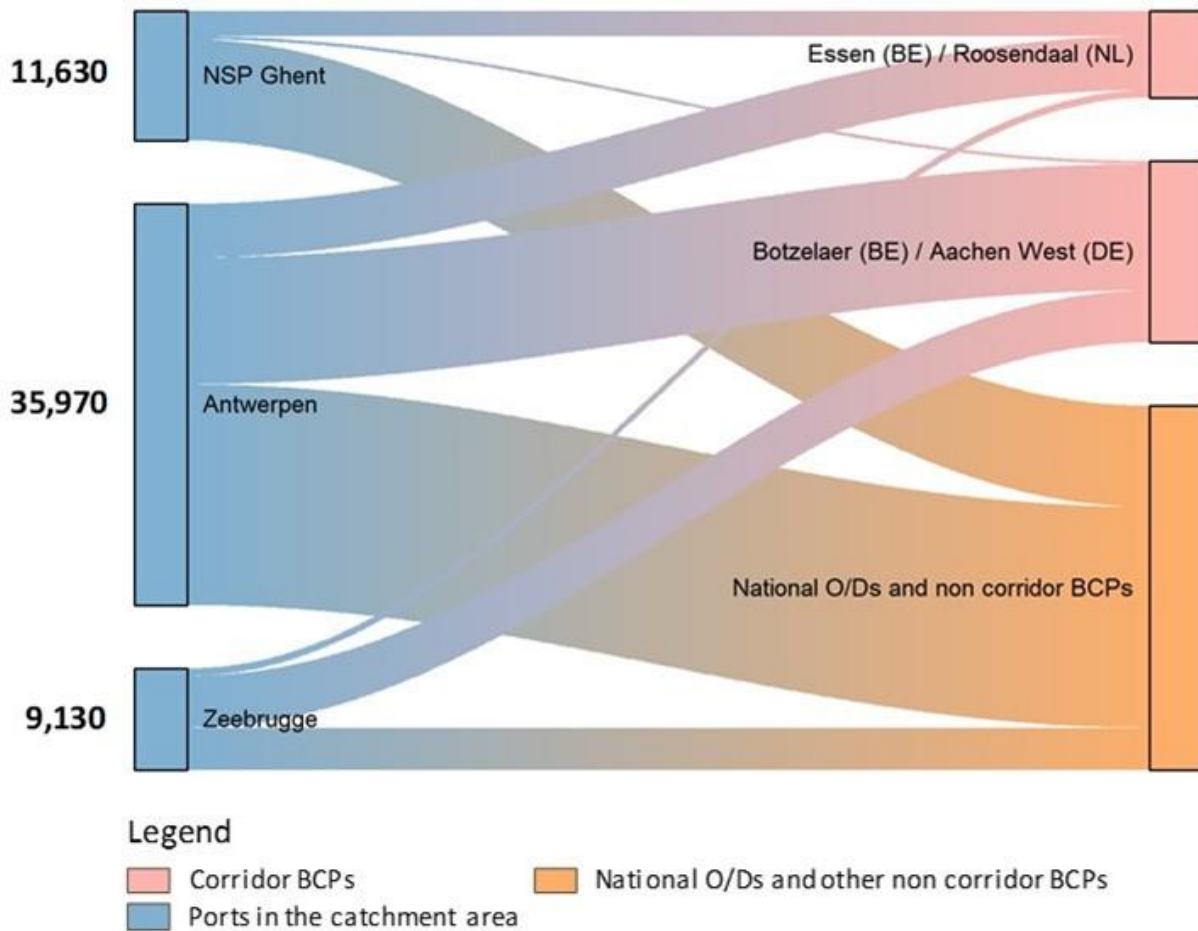 11,630
NSP Ghent
Essen (BE) / Roosendaal (NL)
Botzelaer (BE) / Aachen West (DE)
35,970
Antwerpen
National O/Ds and non corridor BCPs
9,130
Zeebrugge
Legend
Corridor BCPs
National O/Ds and other non corridor BCPs
Ports in the catchment area